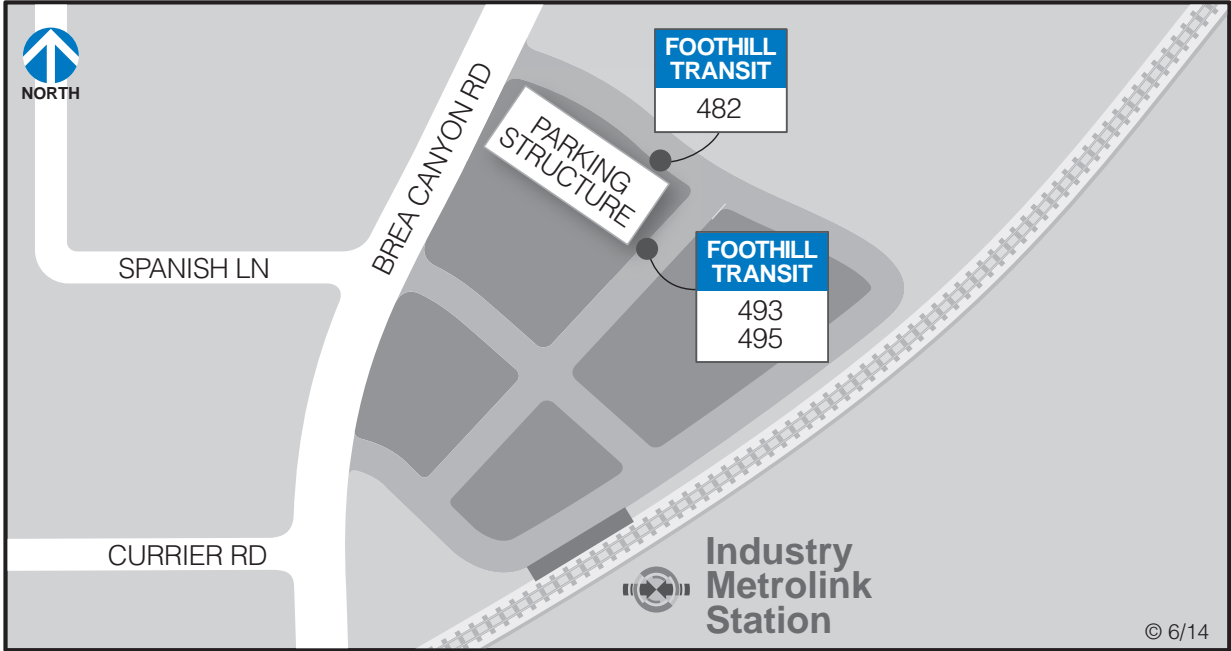 NORTH
FOOTHILL
TRANSIT
482
BREA CANYON RD
PARKING
STRUCTURE
FOOTHILL
TRANSIT
493
495
SPANISH LN
CURRIER RD
Industry
Metrolink
Station
© 6/14